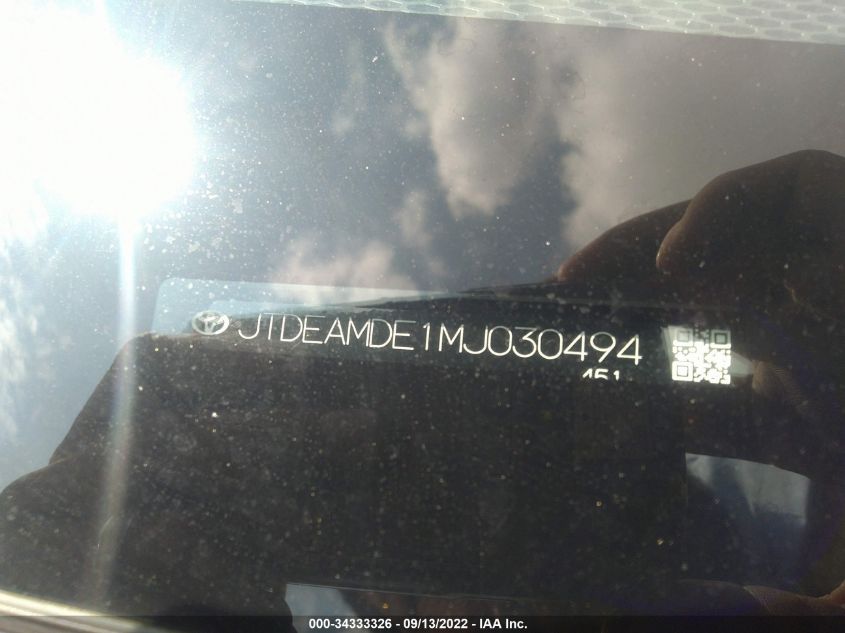 JTDEAMDE1MJ030494
451
000-34333326 - 09/13/2022 - IAA Inc.